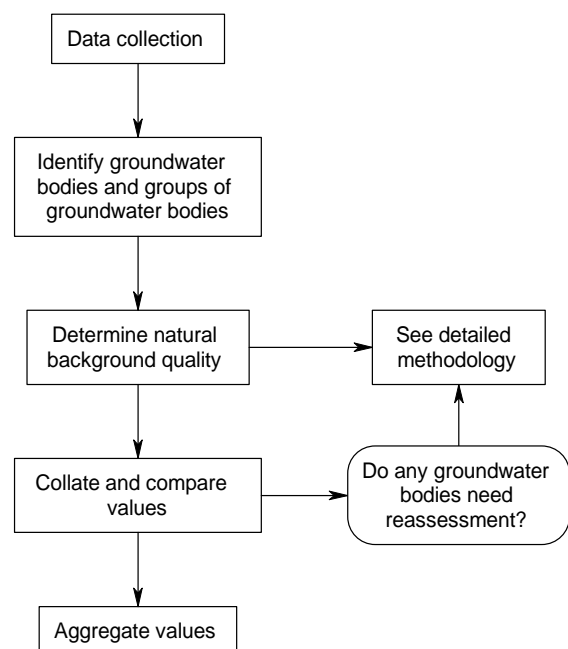 Data collection
Identify groundwater
bodies and groups of
groundwater bodies
Determine natural
background quality
See detailed
methodology
Collate and compare
values
Do any groundwater
bodies need
reassessment?
Aggregate values